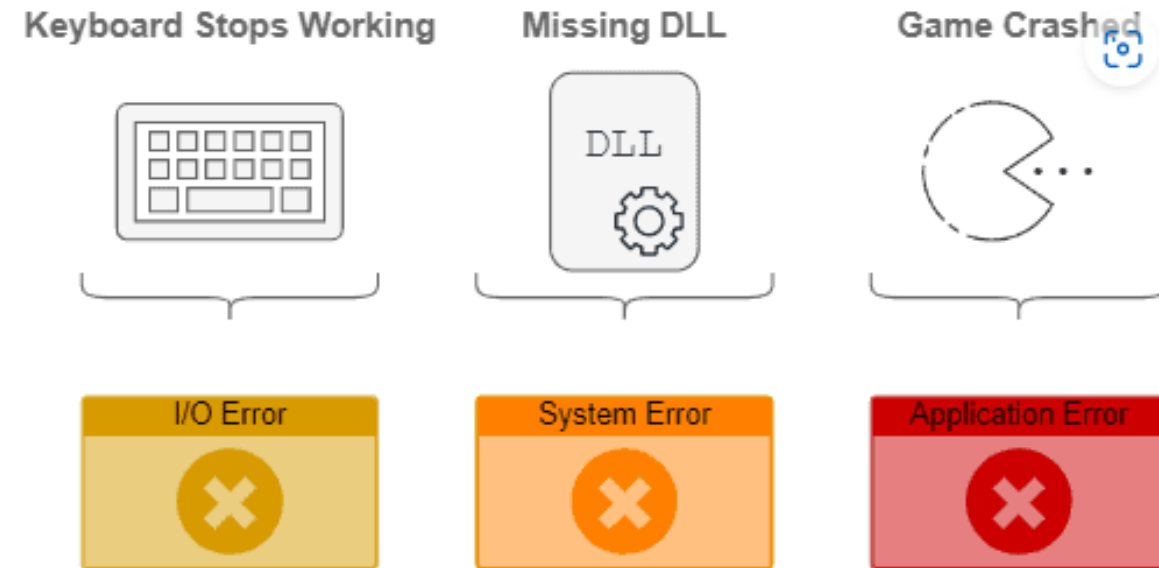 Keyboard Stops Working
Missing DLL
Game Crashed
DLL
I/O Error
System Error
Application Error